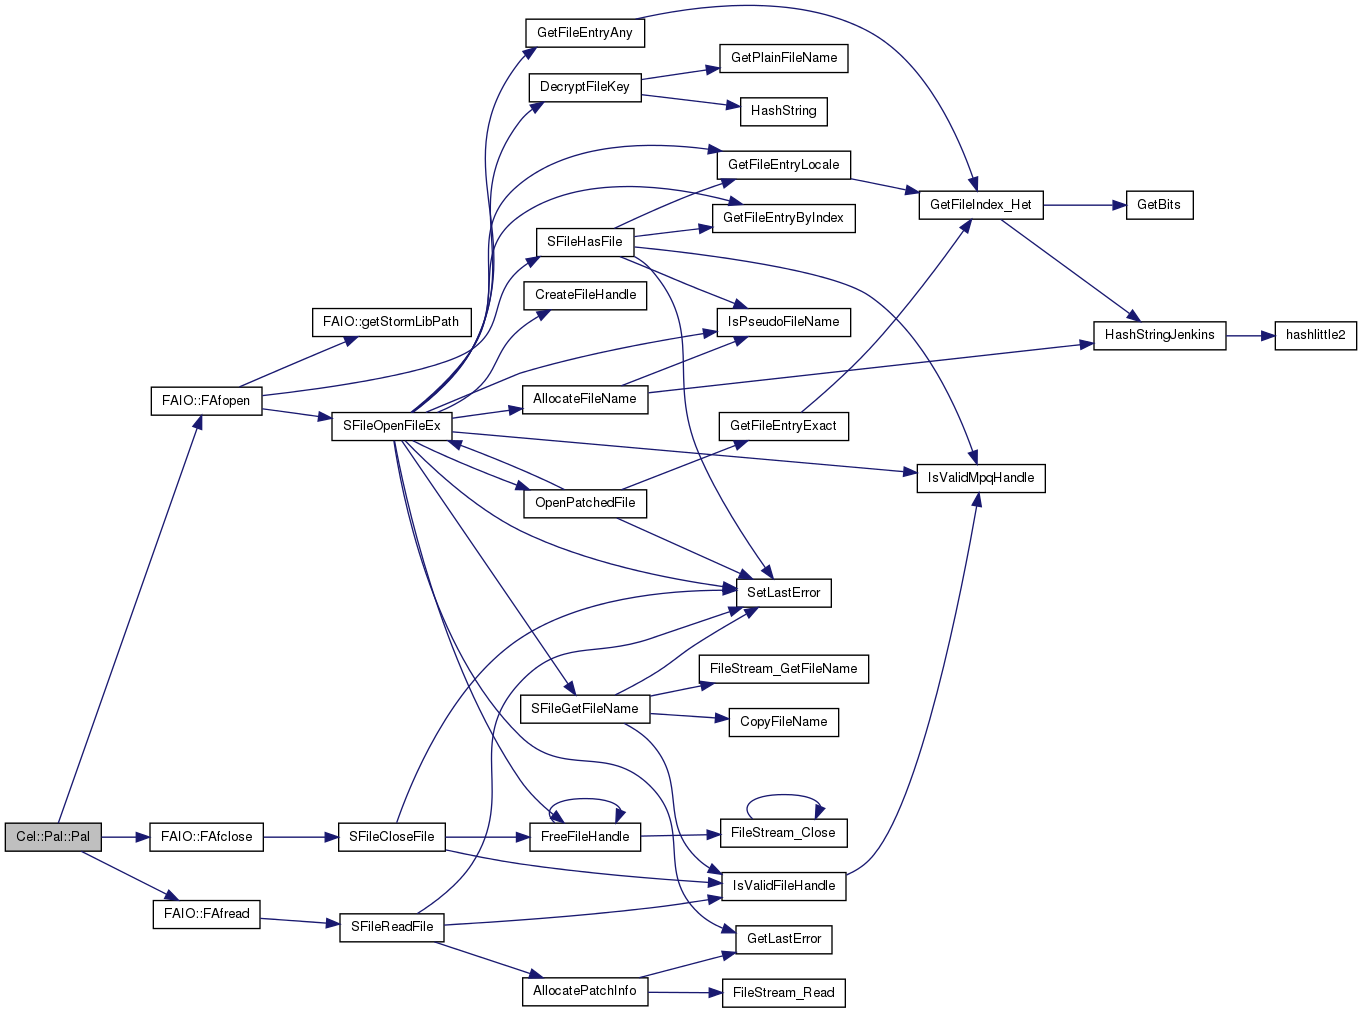 GetFileEntryAny
GetPlainFileName
DecryptFileKey
HashString
GetFileEntryLocale
GetFileIndex_Het
GetBits
GetFileEntryByIndex
SFileHasFile
CreateFileHandle
FAIO::getStormLibPath
IsPseudoFileName
HashStringJenkins
hashlittle2
FAIO::FAfopen
AllocateFileName
SFileOpenFileEx
GetFileEntryExact
IsValidMpqHandle
OpenPatchedFile
SetLastError
FileStream_GetFileName
SFileGetFileName
CopyFileName
Cel::Pal::Pal
FAIO::FAfclose
SFileCloseFile
FreeFileHandle
FileStream_Close
IsValidFileHandle
FAIO::FAfread
SFileReadFile
GetLastError
AllocatePatchInfo
FileStream_Read